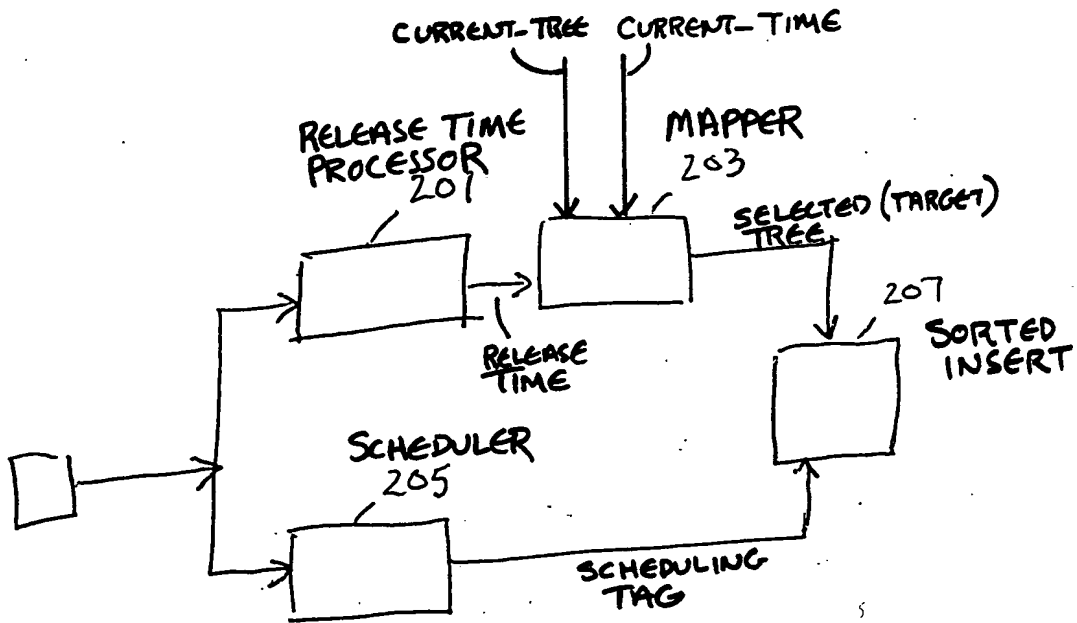 CURRENT-TREE CURRENT-TIME
RELEASE TIME
PROCESSOR
201
MAPPER
203
SELECTED (TARGET)
TREE
RELEASE
TIME
207
SORTED
INSERT
SCHEDULER
205
SCHEDULING
TAG